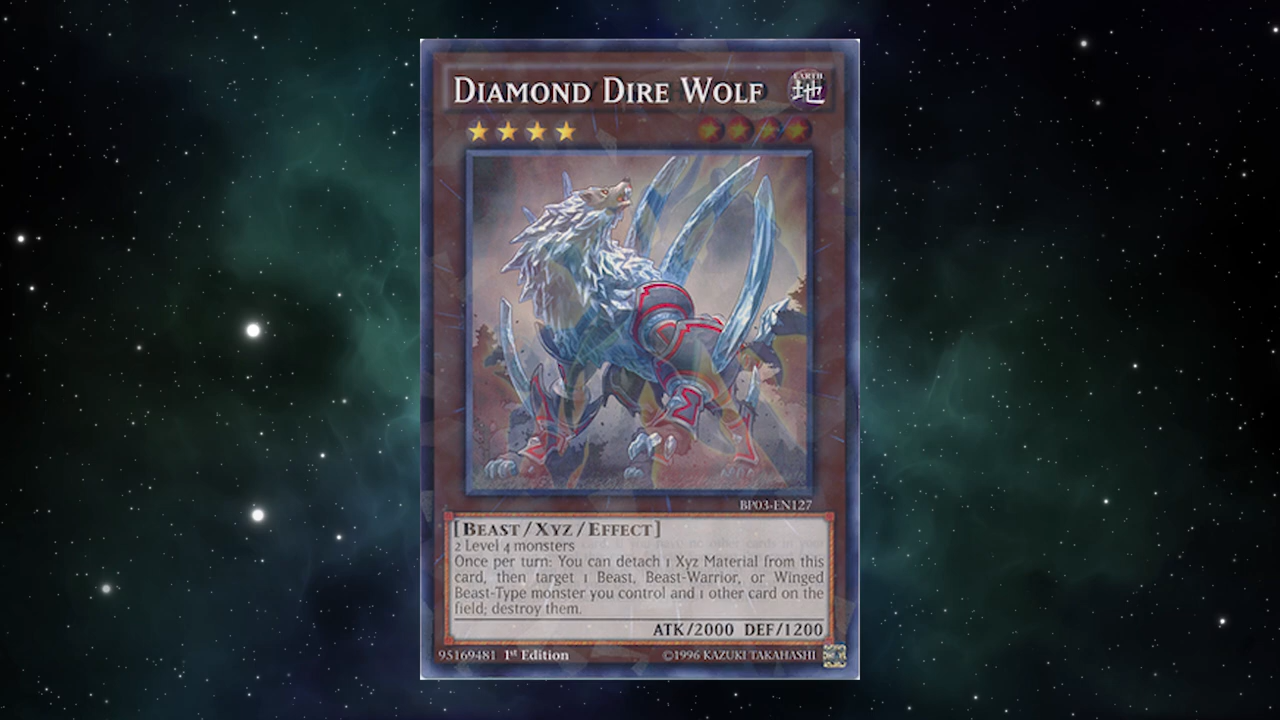 DIAMOND DIRE WOLF
EARTH
地
BP03-EN127
[BEAST/XYZ/EFFECT]
2 Level 4 monsters
Once per turn: You can detach 1 Xyz Material from this
card, then target 1 Beast, Beast-Warrior, or Winged
Beast-Type monster you control and 1 other card on the
field; destroy them.
ATK/2000 DEF/1200
95169481 1st Edition
©1996 KAZUKI TAKAHASHI